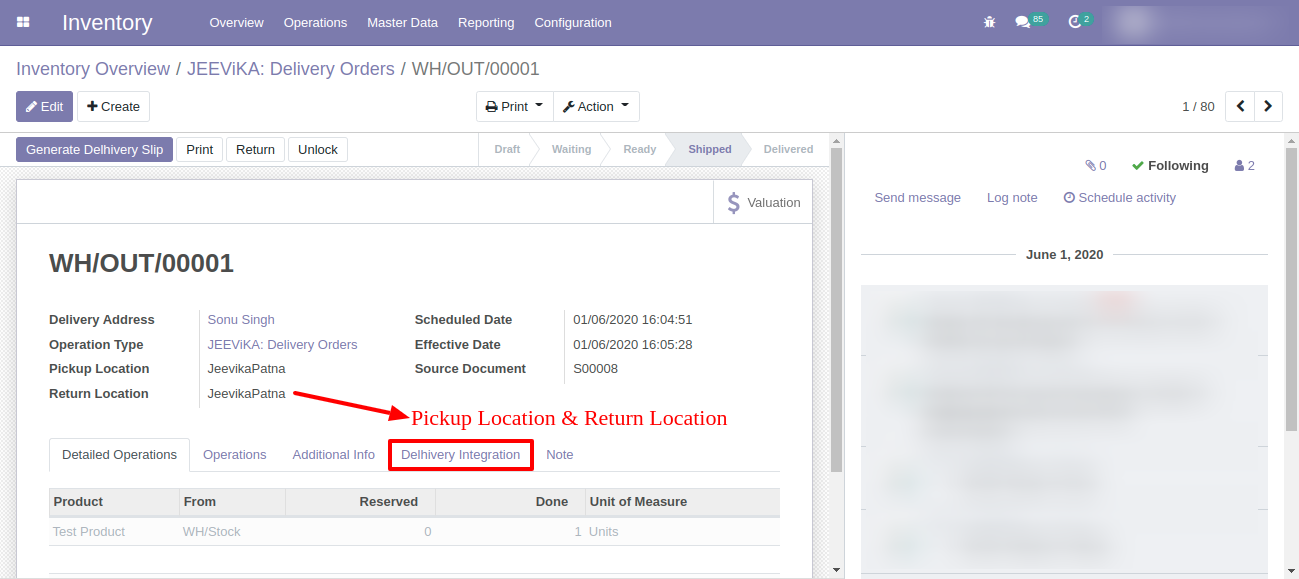 Inventory Overview Operations Master Data Reporting Configuration 85 2
Inventory Overview / JEEViKA: Delivery Orders / WH/OUT/00001
Edit Create Print Action 1 / 80
Generate Delhivery Slip Print Return Unlock Draft Waiting Ready Shipped Delivered
0 Following 2
$ Valuation
Send message Log note Schedule activity
WH/OUT/00001
June 1, 2020
Delivery Address Sonu Singh Scheduled Date 01/06/2020 16:04:51
Operation Type JEEViKA: Delivery Orders Effective Date 01/06/2020 16:05:28
Pickup Location JeevikaPatna Source Document S00008
Return Location JeevikaPatna
Pickup Location & Return Location
Detailed Operations Operations Additional Info Delhivery Integration Note
Product From Reserved Done Unit of Measure
Test Product WH/Stock 0 1 Units